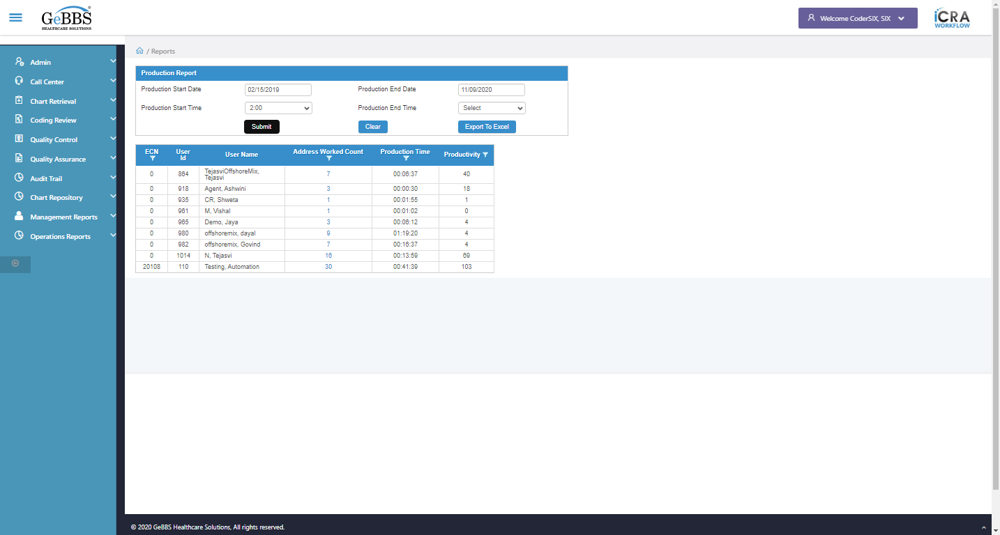 GeBBS®
HEALTHCARE SOLUTIONS
Welcome CoderSIX, SIX
iCRA
WORKFLOW
Admin
Call Center
Chart Retrieval
Coding Review
Quality Control
Quality Assurance
Audit Trail
Chart Repository
Management Reports
Operations Reports
/ Reports
Production Report
Production Start Date 02/15/2019 Production End Date 11/09/2020
Production Start Time 2:00 Production End Time Select
Submit Clear Export To Excel
ECN User Id User Name Address Worked Count Production Time Productivity
0 864 TejasviOffshoreMix, Tejasvi 7 00:06:37 40
0 918 Agent, Ashwini 3 00:00:30 18
0 935 CR, Shweta 1 00:01:55 1
0 961 M, Vishal 1 00:01:02 0
0 965 Demo, Jaya 3 00:06:12 4
0 980 offshoremix, dayal 9 01:19:20 4
0 982 offshoremix, Govind 7 00:16:37 4
0 1014 N, Tejasvi 16 00:13:59 69
20108 110 Testing, Automation 30 00:41:39 103
© 2020 GeBBS Healthcare Solutions, All rights reserved.